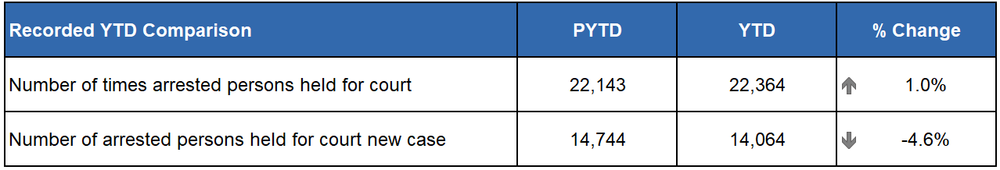 Recorded YTD Comparison PYTD YTD % Change
Number of times arrested persons held for court 22,143 22,364 1.0%
Number of arrested persons held for court new case 14,744 14,064 -4.6%